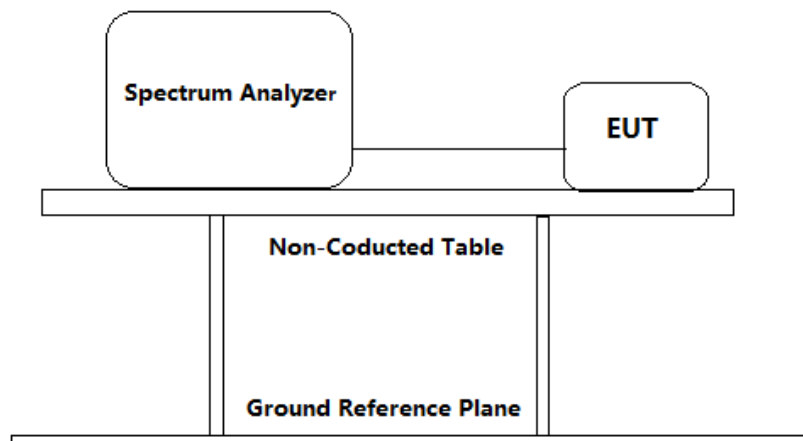 Spectrum Analyzer
EUT
Non-Coducted Table
Ground Reference Plane